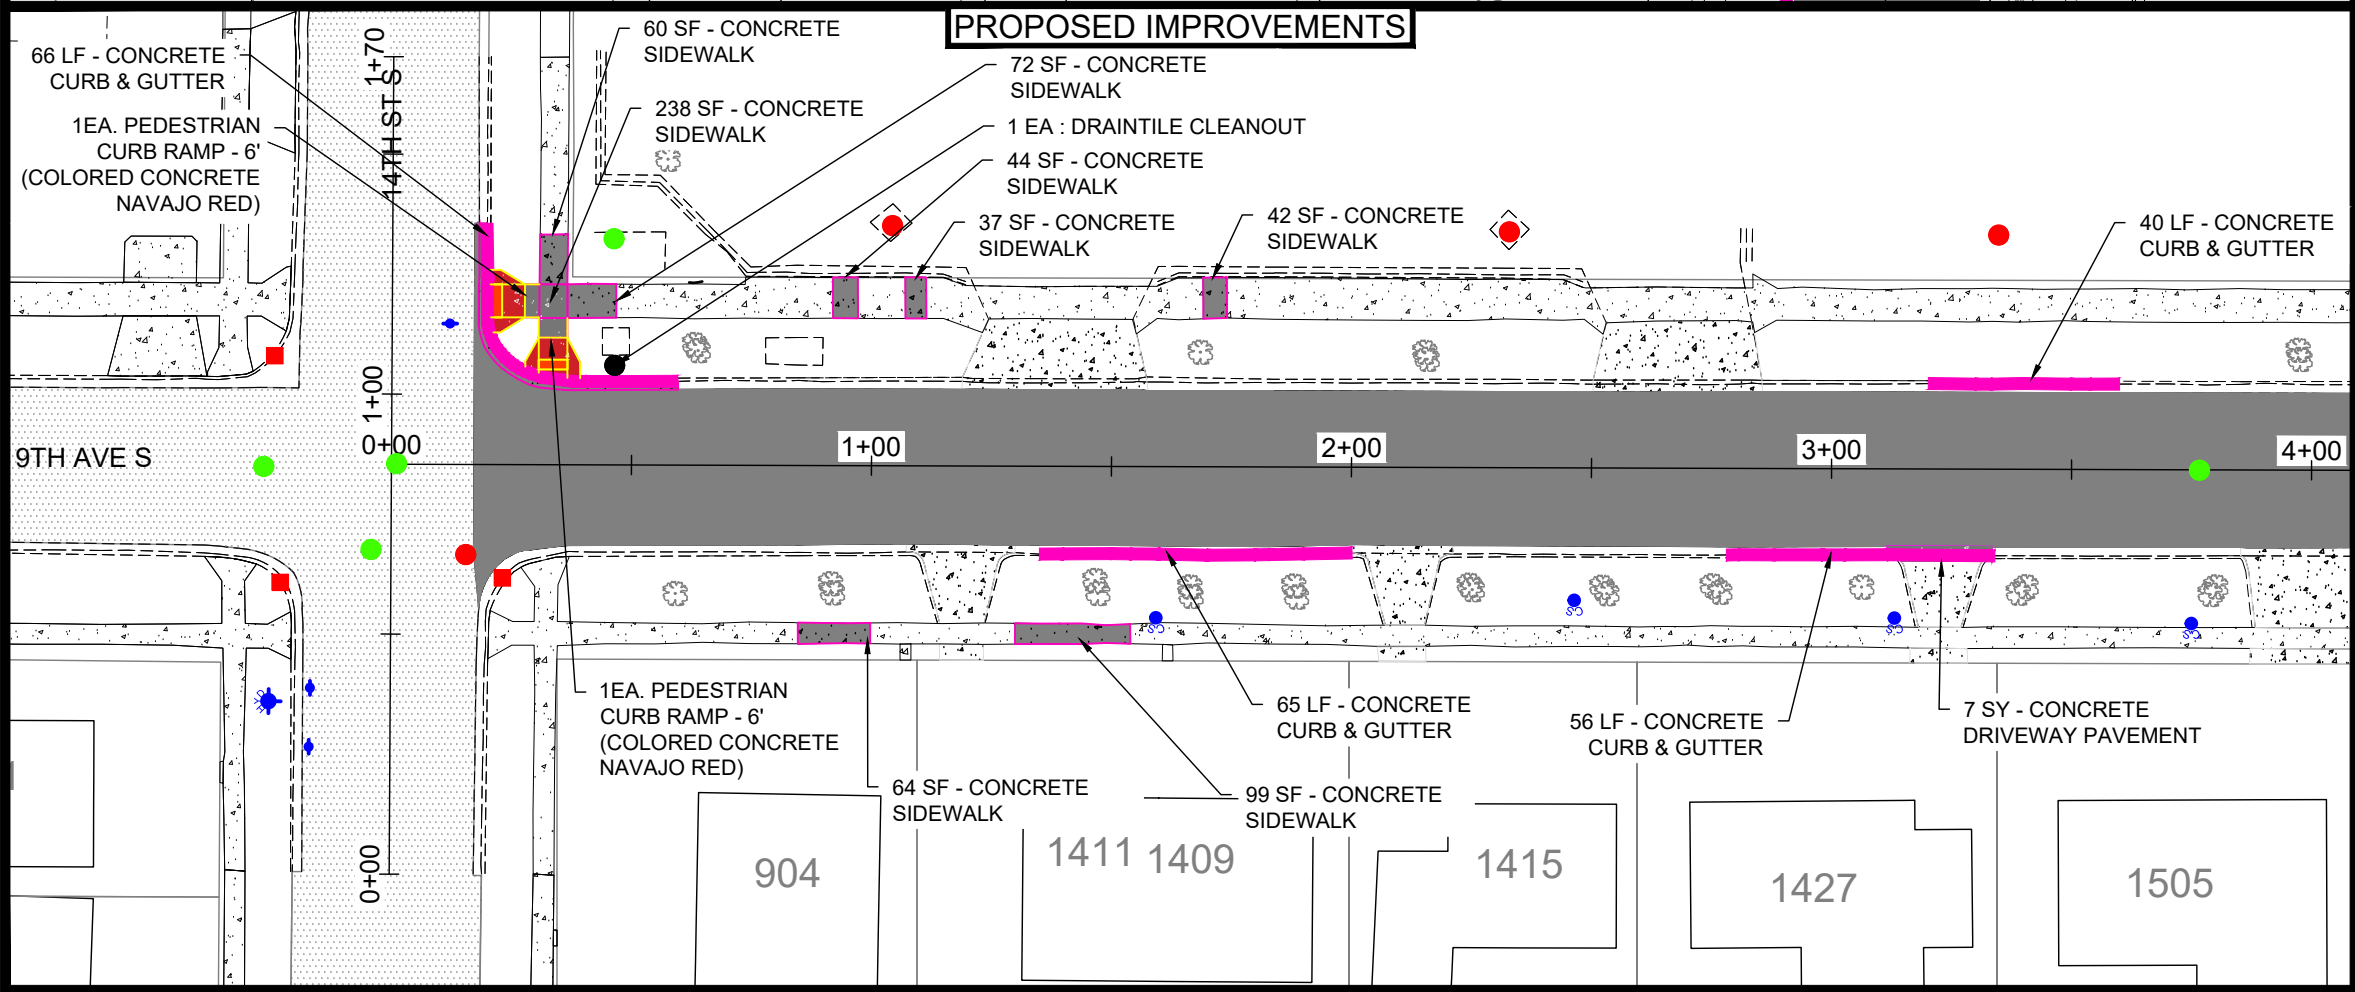 PROPOSED IMPROVEMENTS
66 LF - CONCRETE
CURB & GUTTER
1EA. PEDESTRIAN
CURB RAMP - 6'
(COLORED CONCRETE
NAVAJO RED)
1+70
14TH ST S
60 SF - CONCRETE
SIDEWALK
238 SF - CONCRETE
SIDEWALK
72 SF - CONCRETE
SIDEWALK
1 EA : DRAINTILE CLEANOUT
44 SF - CONCRETE
SIDEWALK
37 SF - CONCRETE
SIDEWALK
42 SF - CONCRETE
SIDEWALK
40 LF - CONCRETE
CURB & GUTTER
1+00
0+00
9TH AVE S
1+00
2+00
3+00
4+00
CS
CS
CS
CS
HYD
0+00
1EA. PEDESTRIAN
CURB RAMP - 6'
(COLORED CONCRETE
NAVAJO RED)
64 SF - CONCRETE
SIDEWALK
65 LF - CONCRETE
CURB & GUTTER
99 SF - CONCRETE
SIDEWALK
56 LF - CONCRETE
CURB & GUTTER
7 SY - CONCRETE
DRIVEWAY PAVEMENT
904
1411 1409
1415
1427
1505